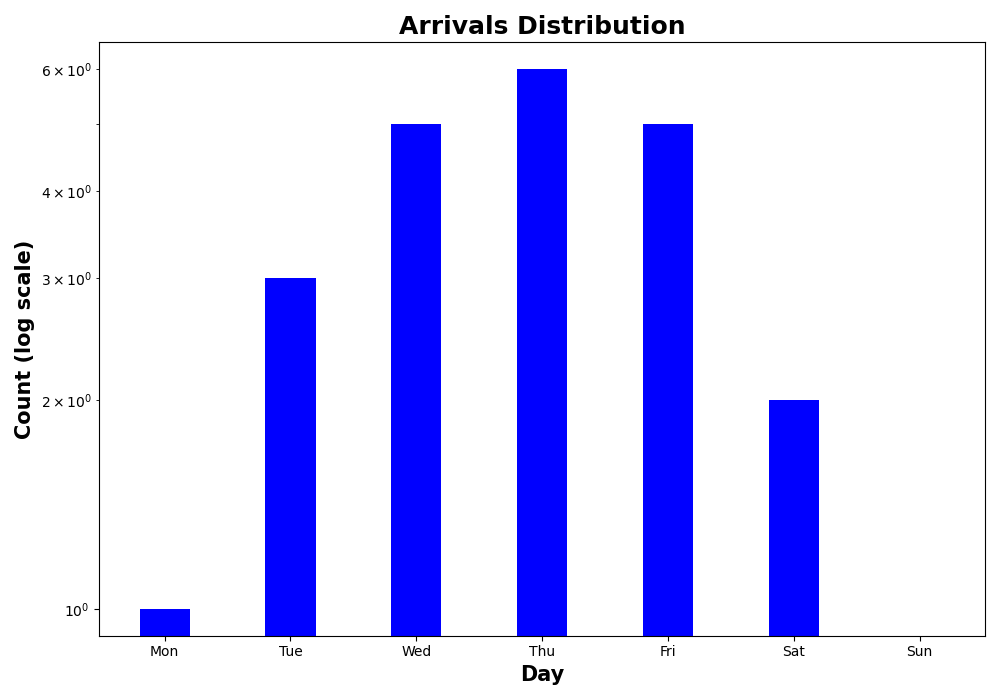 Arrivals Distribution
6 × 10⁰
4 × 10⁰
3 × 10⁰
2 × 10⁰
10⁰
Count (log scale)
Mon Tue Wed Thu Fri Sat Sun
Day